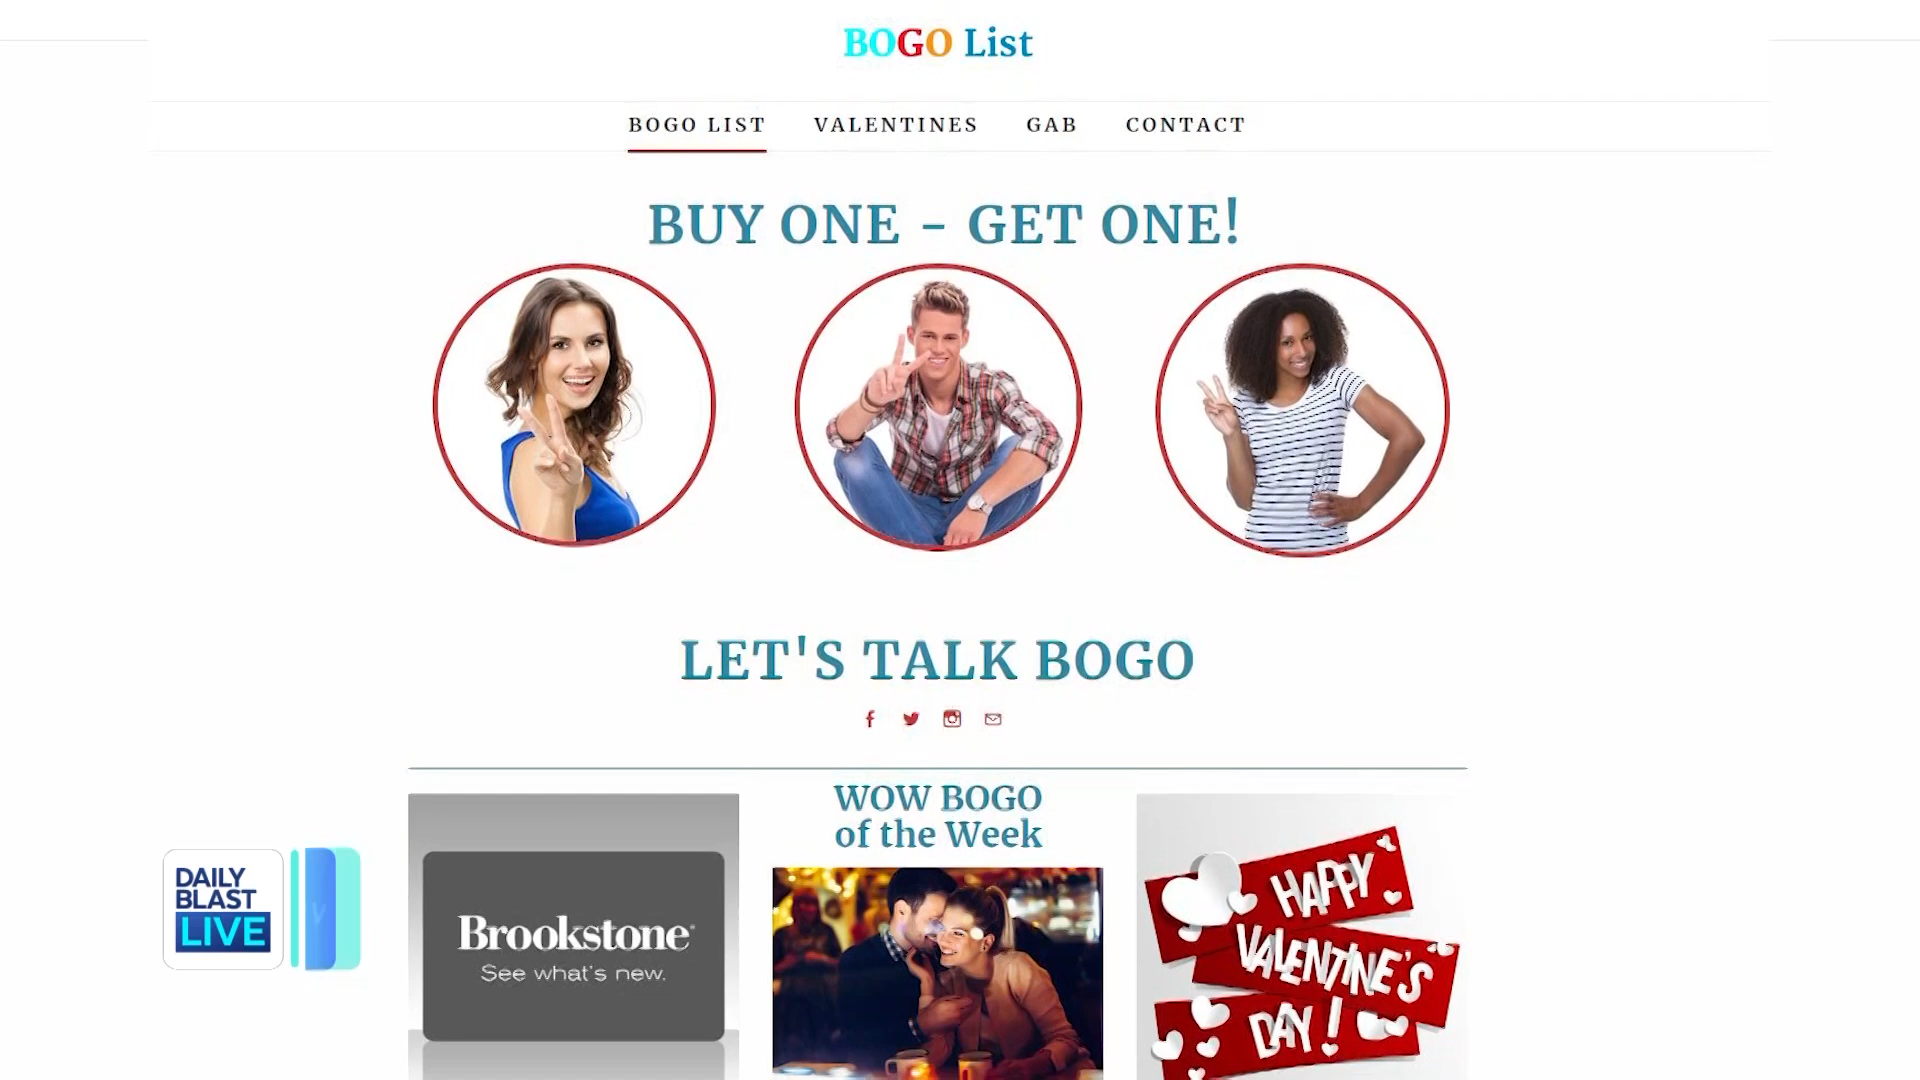 BOGO List
BOGO LIST VALENTINES GAB CONTACT
BUY ONE - GET ONE!
LET'S TALK BOGO
WOW BOGO
of the Week
Brookstone
See what's new.
HAPPY
VALENTINE'S
DAY!
DAILY
BLAST
LIVE